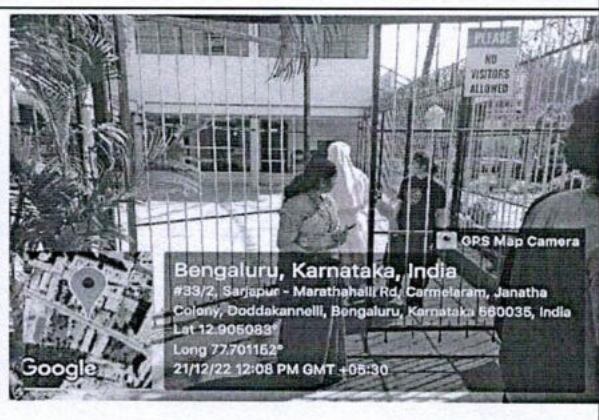 PLEASE
NO
VISITORS
ALLOWED
GPS Map Camera
Bengaluru, Karnataka, India
#33/2, Sarjapur - Marathahalli Rd, Carmelaram, Janatha
Colony, Doddakannelli, Bengaluru, Karnataka 560035, India
Lat 12.905083°
Long 77.701152°
21/12/22 12:08 PM GMT +05:30
Google